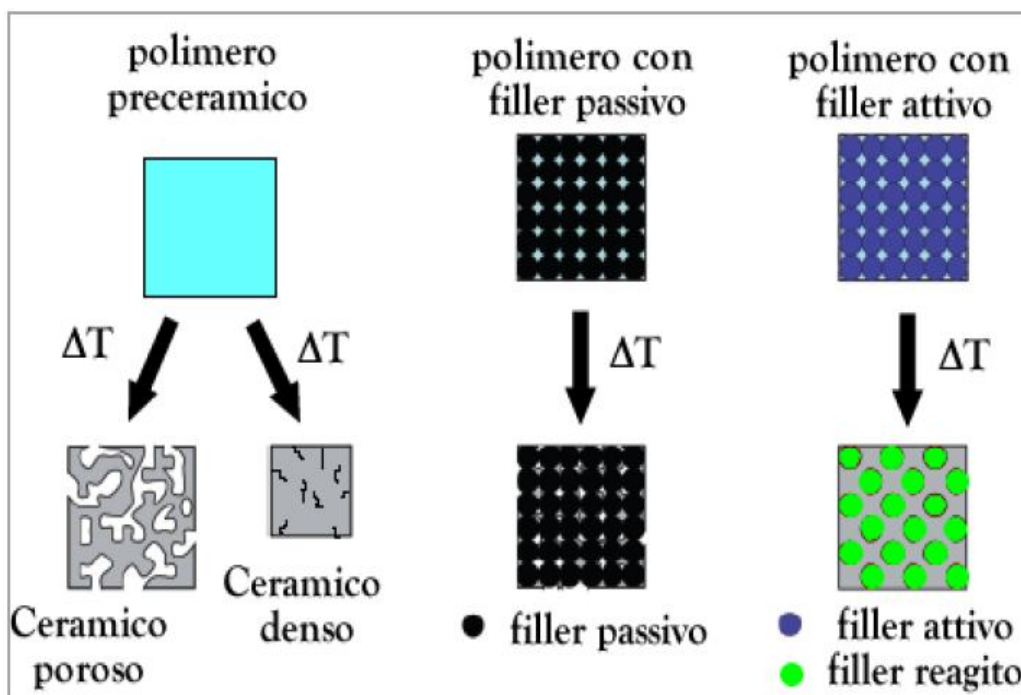 polimero
preceramico
polimero con
filler passivo
polimero con
filler attivo
ΔT
ΔT
ΔT
ΔT
Ceramico
poroso
Ceramico
denso
filler passivo
filler attivo
filler reagito